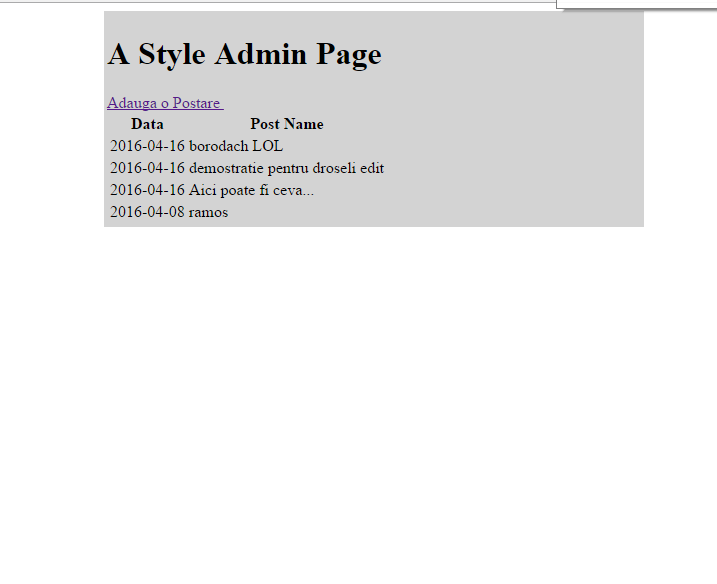 A Style Admin Page
Adauga o Postare
Data Post Name
2016-04-16 borodach LOL
2016-04-16 demostratie pentru droseli edit
2016-04-16 Aici poate fi ceva...
2016-04-08 ramos